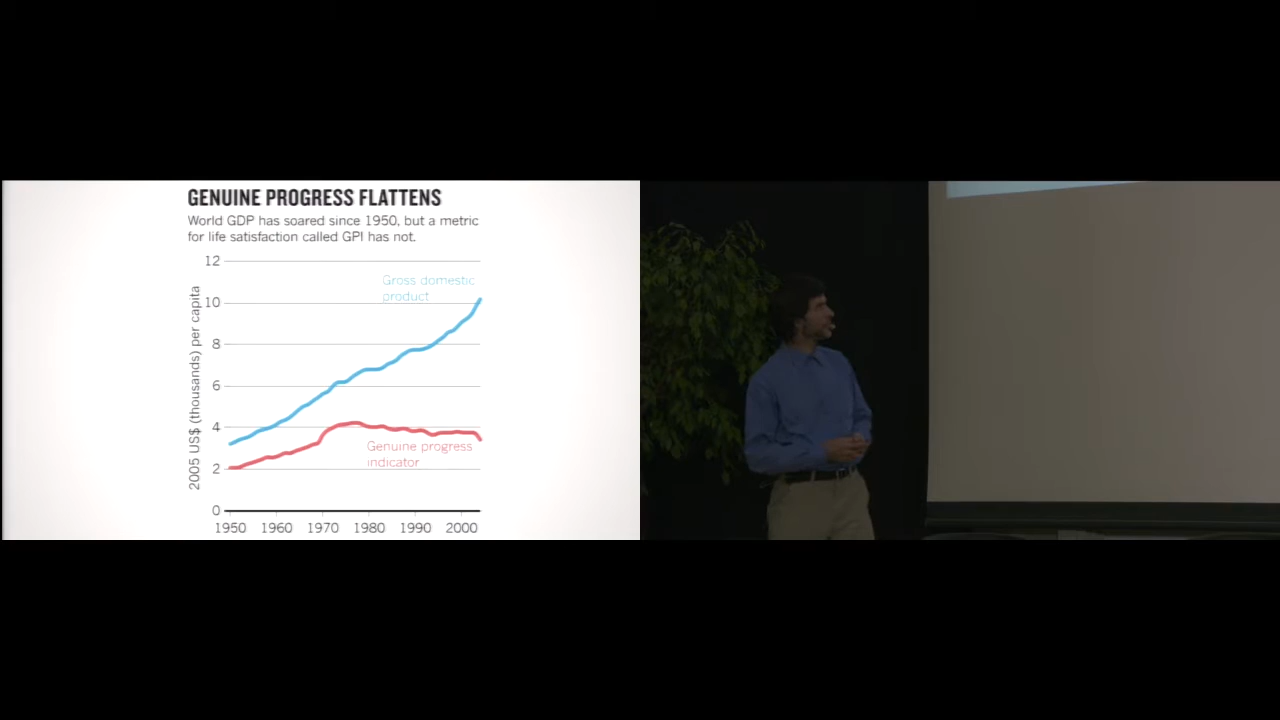 GENUINE PROGRESS FLATTENS
World GDP has soared since 1950, but a metric
for life satisfaction called GPI has not.
2005 US$ (thousands) per capita
12
10
8
6
4
2
0
Gross domestic
product
Genuine progress
indicator
1950 1960 1970 1980 1990 2000